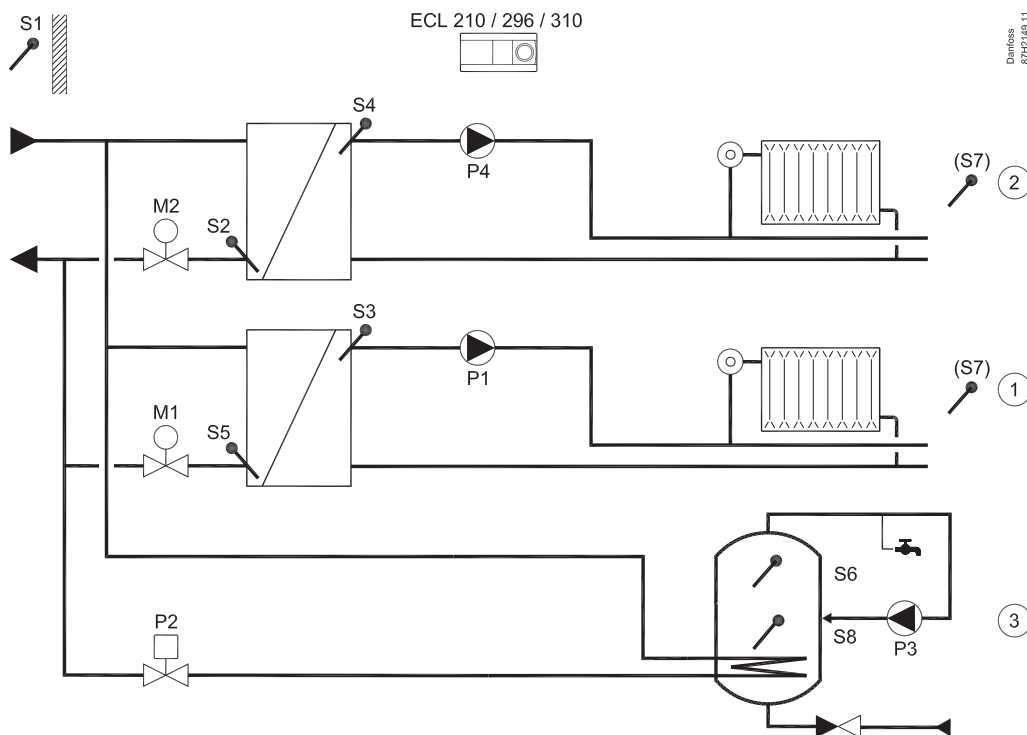 S1
ECL 210 / 296 / 310
Danfoss
87H2149.11
S4
P4
(S7)
2
M2
S2
S3
P1
(S7)
1
M1
S5
S6
P2
S8
P3
3